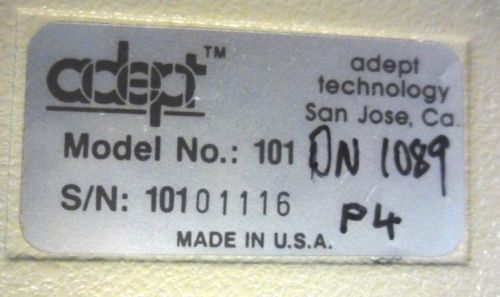 adept™
adept
technology
San Jose, Ca.
Model No.: 101 DN 1089
S/N: 10101116 P4
MADE IN U.S.A.